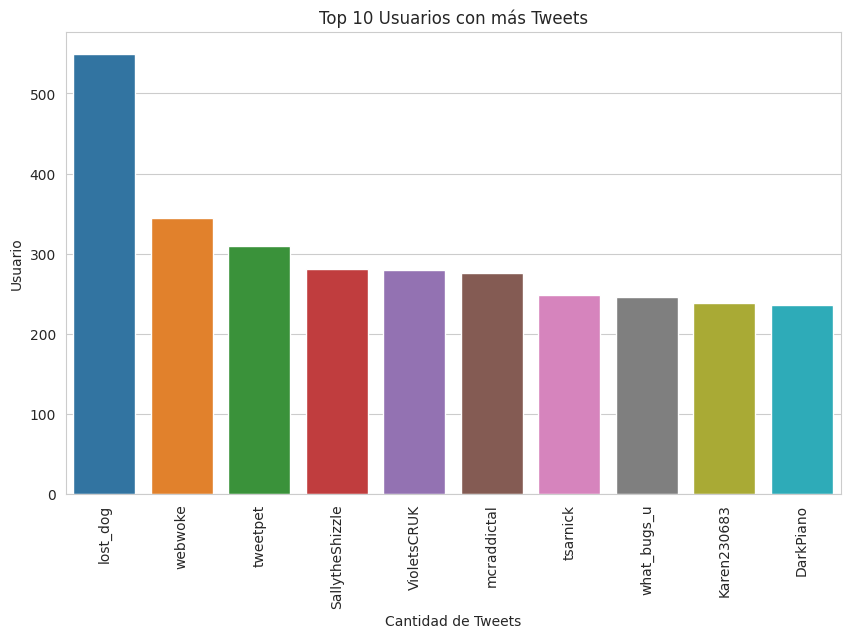 Top 10 Usuarios con más Tweets
Usuario
500
400
300
200
100
0
lost_dog
webwoke
tweetpet
SallytheShizzle
VioletsCRUK
mcraddictal
tsarnick
what_bugs_u
Karen230683
DarkPiano
Cantidad de Tweets